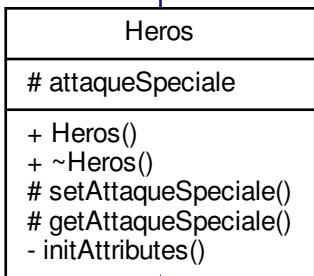 Heros
# attaqueSpeciale
+ Heros()
+ ~Heros()
# setAttaqueSpeciale()
# getAttaqueSpeciale()
- initAttributes()